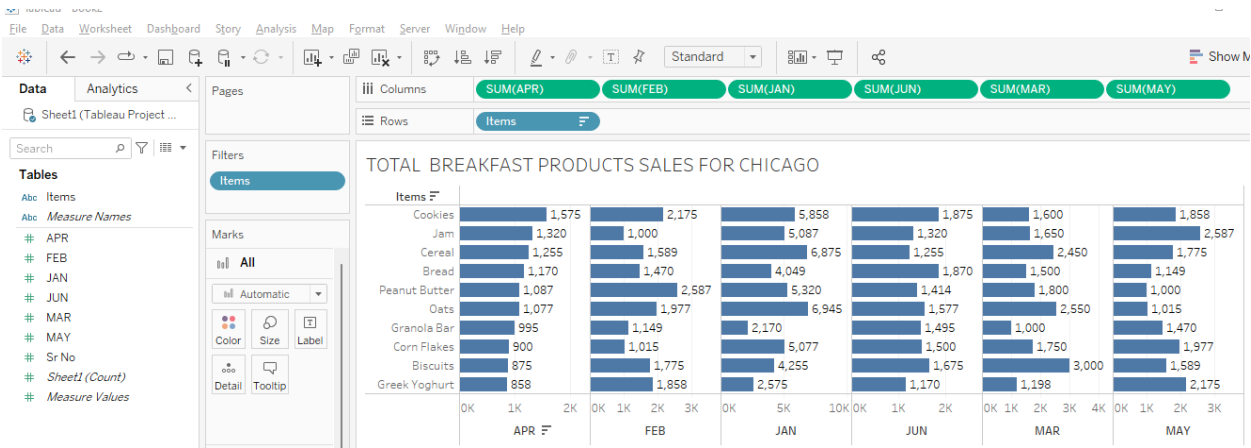 File Data Worksheet Dashboard Story Analysis Map Format Server Window Help
Standard
Show M
Data Analytics
Sheet1 (Tableau Project ...
Search
Tables
Abc Items
Abc Measure Names
# APR
# FEB
# JAN
# JUN
# MAR
# MAY
# Sr No
# Sheet1 (Count)
# Measure Values
Pages
Filters
Items
Marks
All
Automatic
Color Size Label
Detail Tooltip
Columns SUM(APR) SUM(FEB) SUM(JAN) SUM(JUN) SUM(MAR) SUM(MAY)
Rows Items
TOTAL BREAKFAST PRODUCTS SALES FOR CHICAGO
Items
Cookies 1,575 2,175 5,858 1,875 1,600 1,858
Jam 1,320 1,000 5,087 1,320 1,650 2,587
Cereal 1,255 1,589 6,875 1,255 2,450 1,775
Bread 1,170 1,470 4,049 1,870 1,500 1,149
Peanut Butter 1,087 2,587 5,320 1,414 1,800 1,000
Oats 1,077 1,977 6,945 1,577 2,550 1,015
Granola Bar 995 1,149 2,170 1,495 1,000 1,470
Corn Flakes 900 1,015 5,077 1,500 1,750 1,977
Biscuits 875 1,775 4,255 1,675 3,000 1,589
Greek Yoghurt 858 1,858 2,575 1,170 1,198 2,175
0K 1K 2K 0K 1K 2K 3K 0K 5K 10K 0K 1K 2K 0K 1K 2K 3K 4K 0K 1K 2K 3K
APR FEB JAN JUN MAR MAY